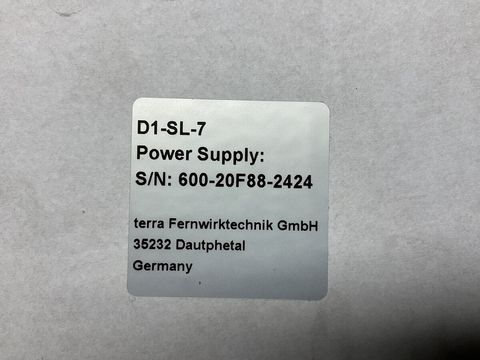 D1-SL-7
Power Supply:
S/N: 600-20F88-2424
terra Fernwirktechnik GmbH
35232 Dautphetal
Germany